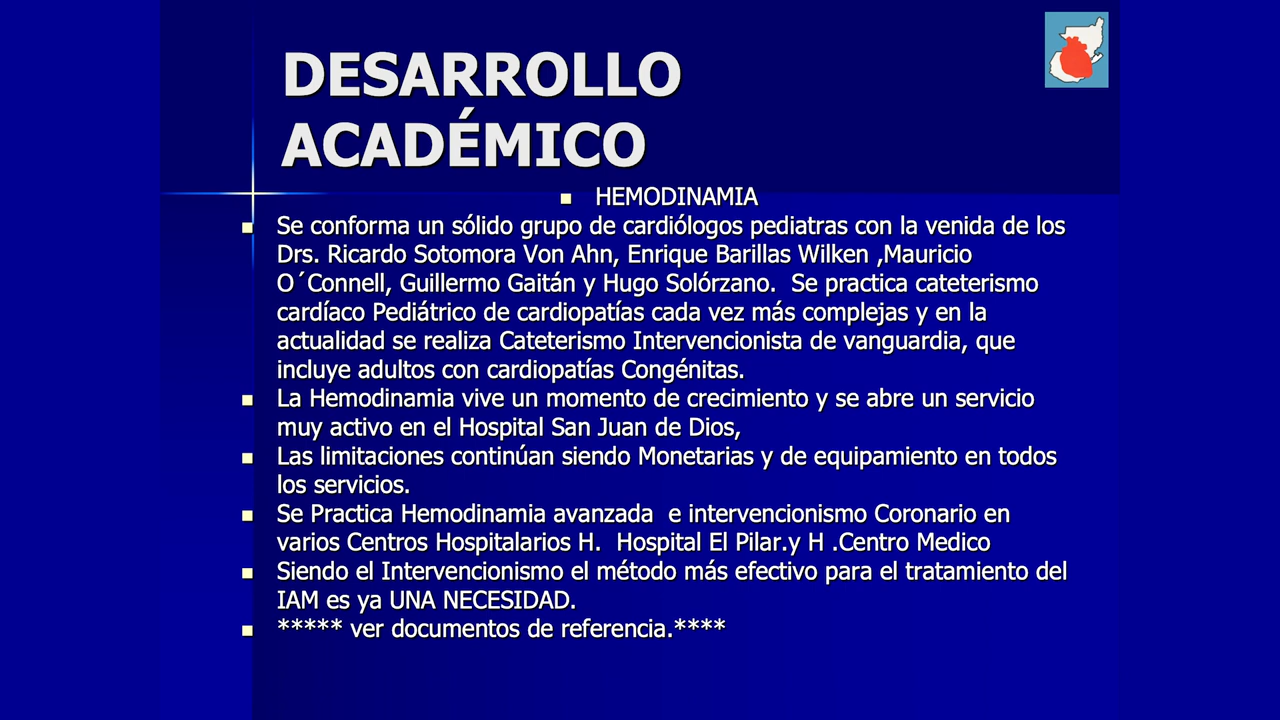 DESARROLLO
ACADÉMICO
HEMODINAMIA
Se conforma un sólido grupo de cardiólogos pediatras con la venida de los
Drs. Ricardo Sotomora Von Ahn, Enrique Barillas Wilken ,Mauricio
O´Connell, Guillermo Gaitán y Hugo Solórzano.  Se practica cateterismo
cardíaco Pediátrico de cardiopatías cada vez más complejas y en la
actualidad se realiza Cateterismo Intervencionista de vanguardia, que
incluye adultos con cardiopatías Congénitas.
La Hemodinamia vive un momento de crecimiento y se abre un servicio
muy activo en el Hospital San Juan de Dios,
Las limitaciones continúan siendo Monetarias y de equipamiento en todos
los servicios.
Se Practica Hemodinamia avanzada  e intervencionismo Coronario en
varios Centros Hospitalarios H.  Hospital El Pilar.y H .Centro Medico
Siendo el Intervencionismo el método más efectivo para el tratamiento del
IAM es ya UNA NECESIDAD.
***** ver documentos de referencia.****